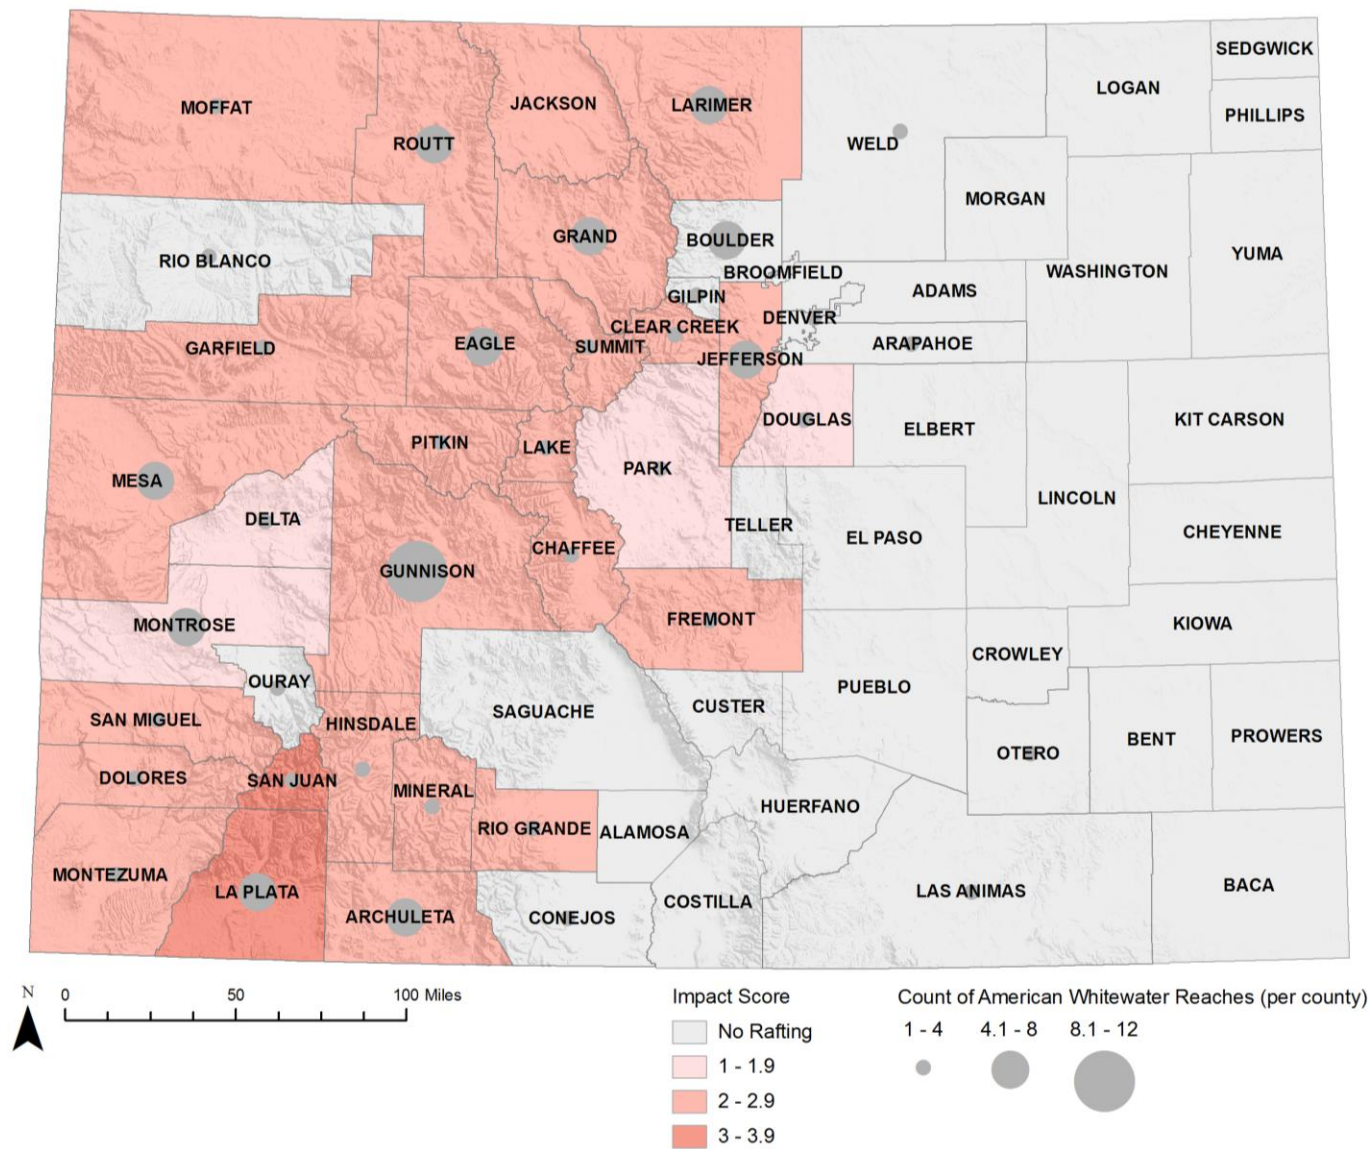 SEDGWICK
LOGAN
JACKSON
LARIMER
MOFFAT
PHILLIPS
ROUTT
WELD
MORGAN
GRAND
BOULDER
YUMA
RIO BLANCO
BROOMFIELD
WASHINGTON
GILPIN
ADAMS
DENVER
CLEAR CREEK
GARFIELD
EAGLE
SUMMIT
ARAPAHOE
JEFFERSON
DOUGLAS
KIT CARSON
ELBERT
PITKIN
LAKE
PARK
MESA
LINCOLN
DELTA
TELLER
CHEYENNE
EL PASO
CHAFFEE
GUNNISON
FREMONT
MONTROSE
KIOWA
CROWLEY
OURAY
PUEBLO
CUSTER
SAGUACHE
SAN MIGUEL
HINSDALE
PROWERS
BENT
OTERO
DOLORES
SAN JUAN
MINERAL
HUERFANO
RIO GRANDE
ALAMOSA
MONTEZUMA
LA PLATA
LAS ANIMAS
BACA
COSTILLA
ARCHULETA
CONEJOS
N
0 50 100 Miles
Impact Score
No Rafting
1 - 1.9
2 - 2.9
3 - 3.9
Count of American Whitewater Reaches (per county)
1 - 4 4.1 - 8 8.1 - 12